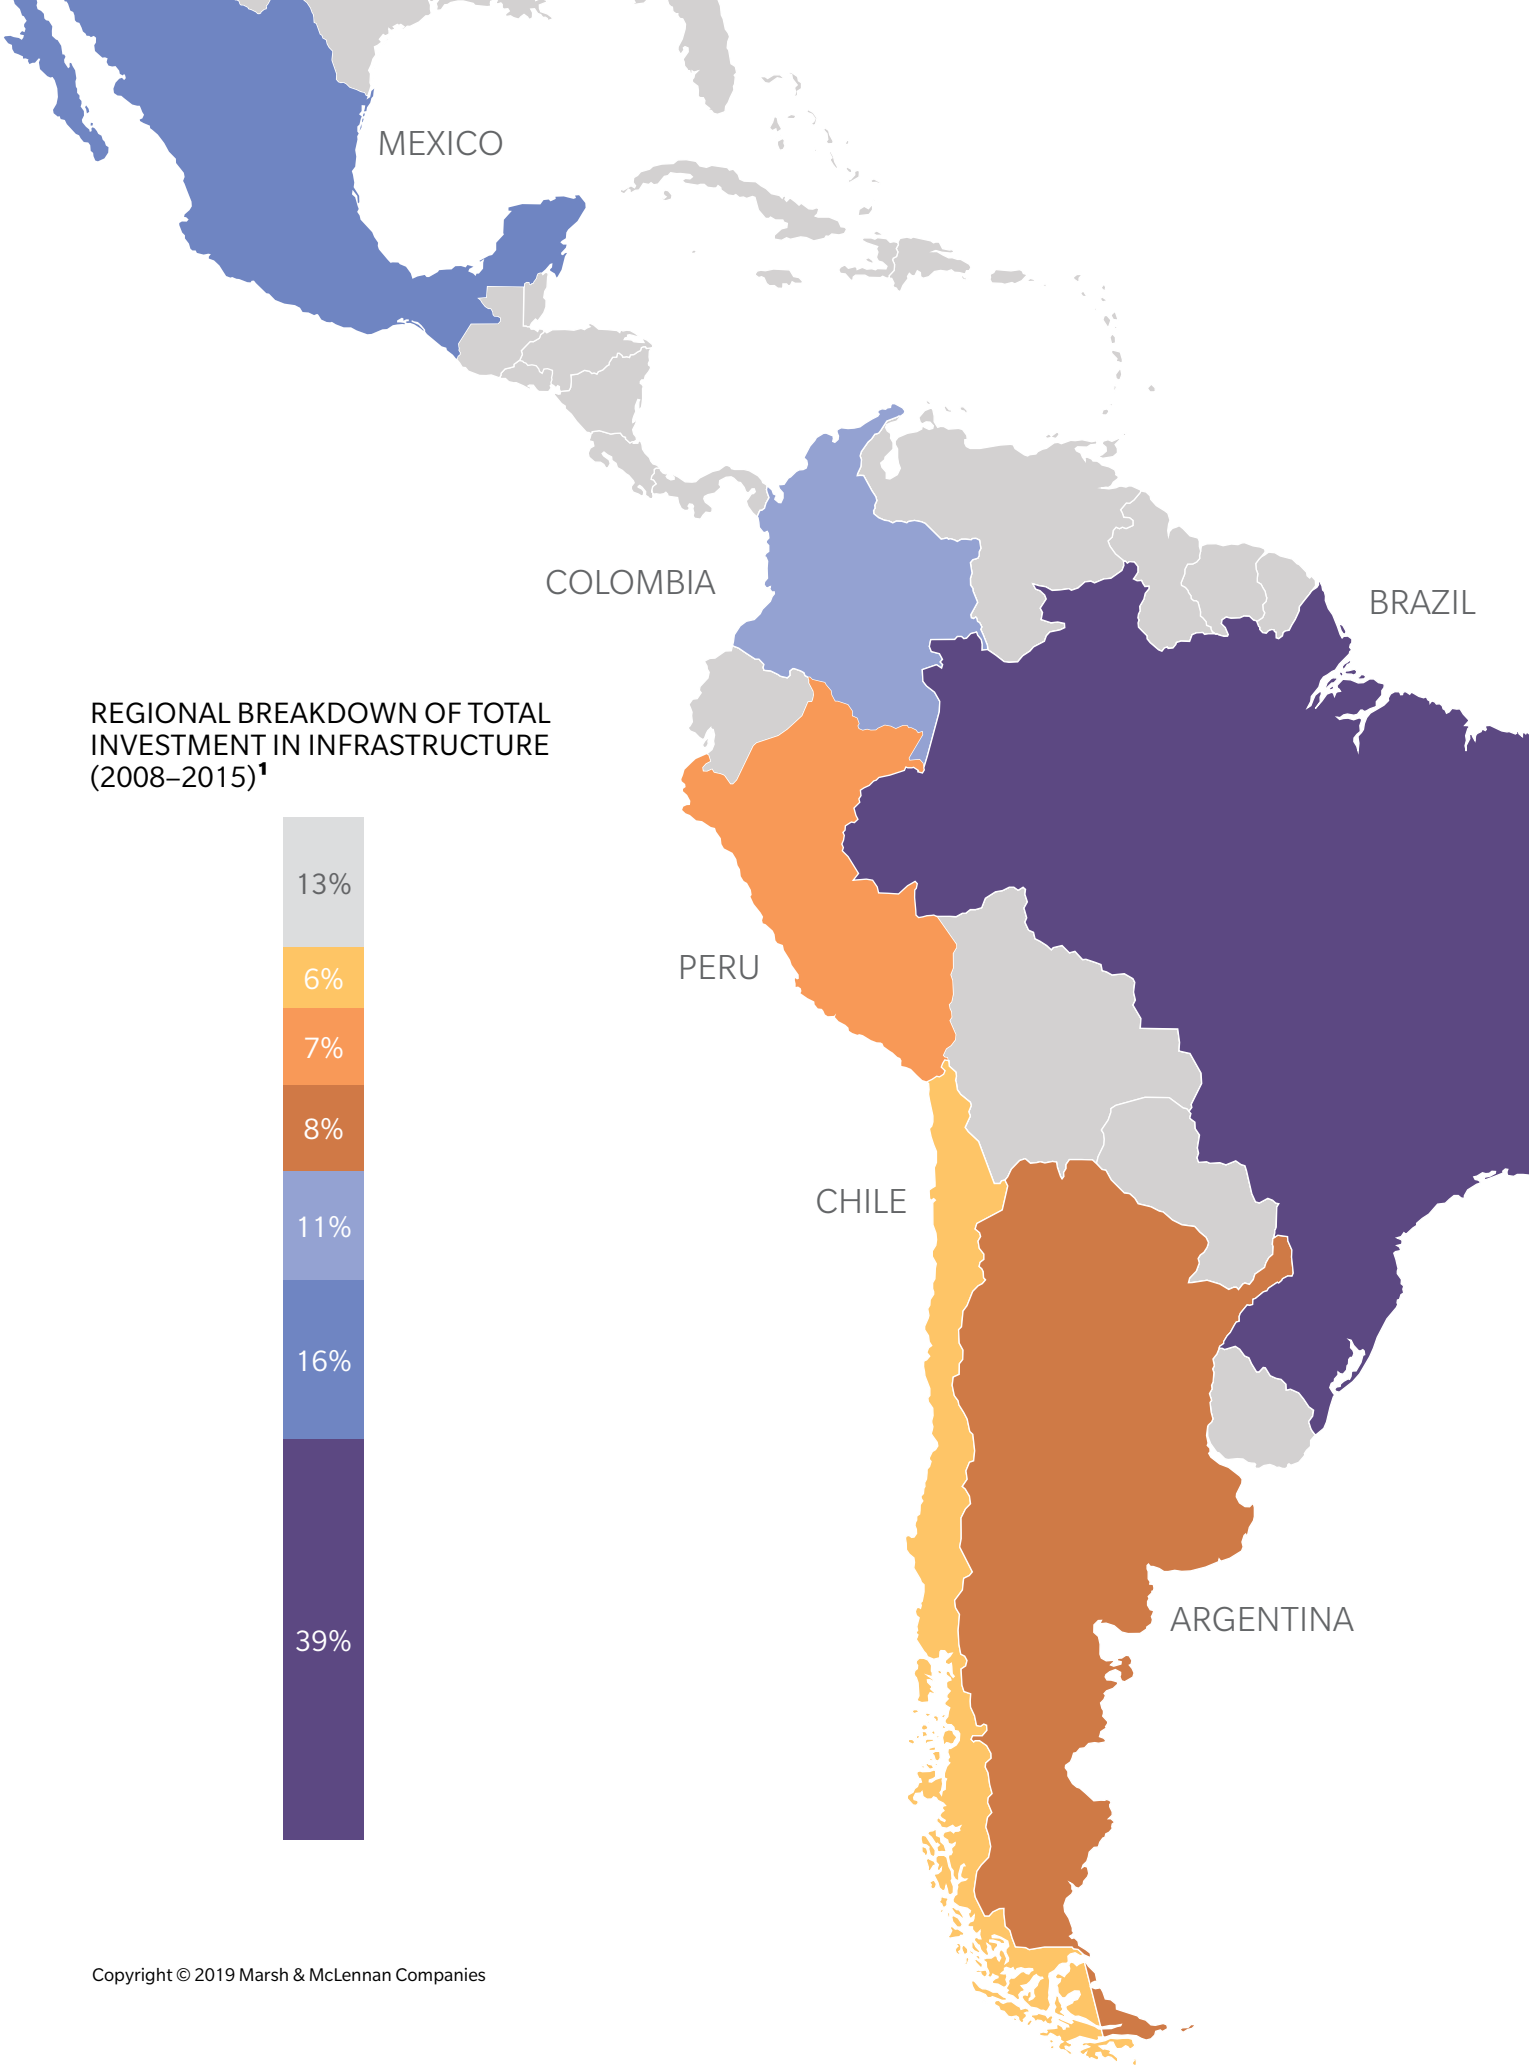 MEXICO
COLOMBIA
BRAZIL
REGIONAL BREAKDOWN OF TOTAL
INVESTMENT IN INFRASTRUCTURE
(2008–2015)¹
13%
6%
7%
8%
11%
16%
39%
PERU
CHILE
ARGENTINA
Copyright © 2019 Marsh & McLennan Companies